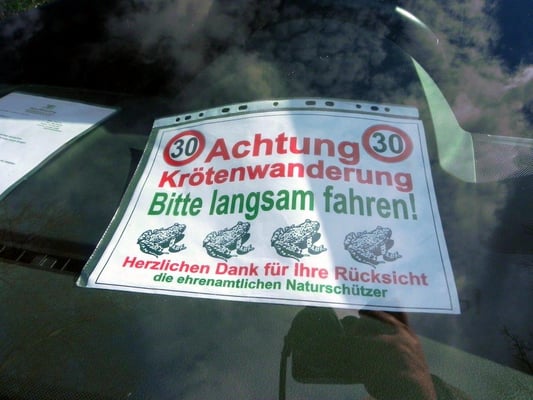 30 Achtung 30
Krötenwanderung
Bitte langsam fahren!
Herzlichen Dank für Ihre Rücksicht
die ehrenamtlichen Naturschützer